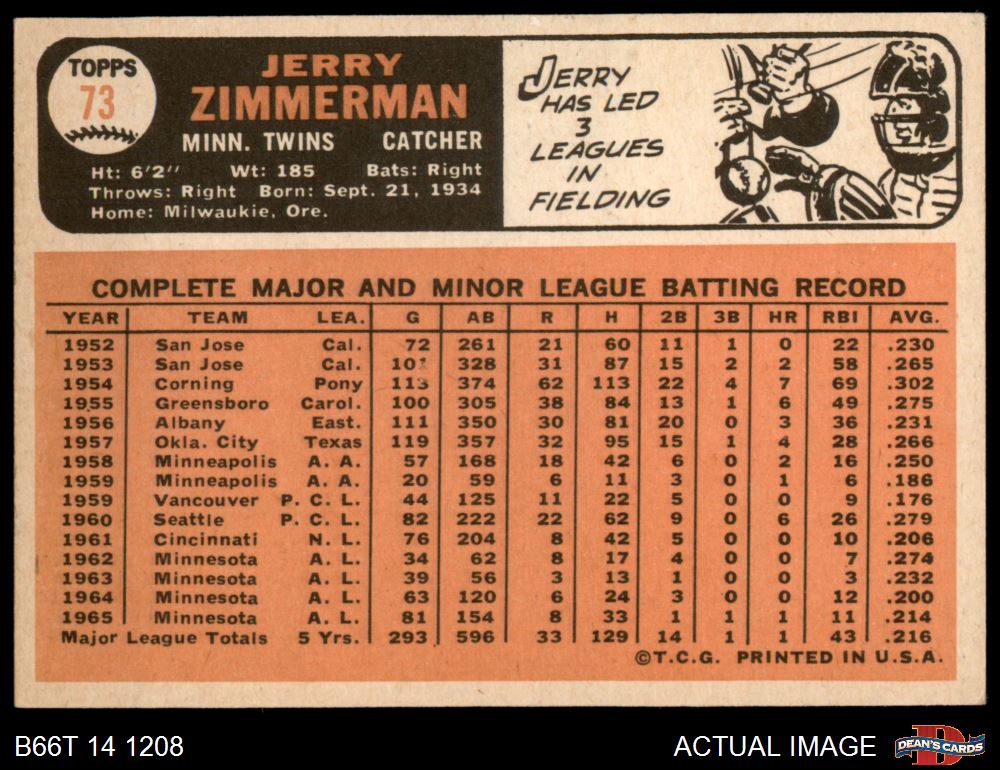 TOPPS
73
JERRY
ZIMMERMAN
MINN. TWINS CATCHER
Ht: 6'2" Wt: 185 Bats: Right
Throws: Right Born: Sept. 21, 1934
Home: Milwaukie, Ore.
JERRY
HAS LED
3
LEAGUES
IN
FIELDING
COMPLETE MAJOR AND MINOR LEAGUE BATTING RECORD
YEAR TEAM LEA. G AB R H 2B 3B HR RBI AVG.
1952 San Jose Cal. 72 261 21 60 11 1 0 22 .230
1953 San Jose Cal. 101 328 31 87 15 2 2 58 .265
1954 Corning Pony 113 374 62 113 22 4 7 69 .302
1955 Greensboro Carol. 100 305 38 84 13 1 6 49 .275
1956 Albany East. 111 350 30 81 20 0 3 36 .231
1957 Okla. City Texas 119 357 32 95 15 1 4 28 .266
1958 Minneapolis A. A. 57 168 18 42 6 0 2 16 .250
1959 Minneapolis A. A. 20 59 6 11 3 0 1 6 .186
1959 Vancouver P. C. L. 44 125 11 22 5 0 0 9 .176
1960 Seattle P. C. L. 82 222 22 62 9 0 6 26 .279
1961 Cincinnati N. L. 76 204 8 42 5 0 0 10 .206
1962 Minnesota A. L. 34 62 8 17 4 0 0 7 .274
1963 Minnesota A. L. 39 56 3 13 1 0 0 3 .232
1964 Minnesota A. L. 63 120 6 24 3 0 0 12 .200
1965 Minnesota A. L. 81 154 8 33 1 1 1 11 .214
Major League Totals 5 Yrs. 293 596 33 129 14 1 1 43 .216
©T.C.G. PRINTED IN U.S.A.
B66T 14 1208 ACTUAL IMAGE
DEAN'S CARDS